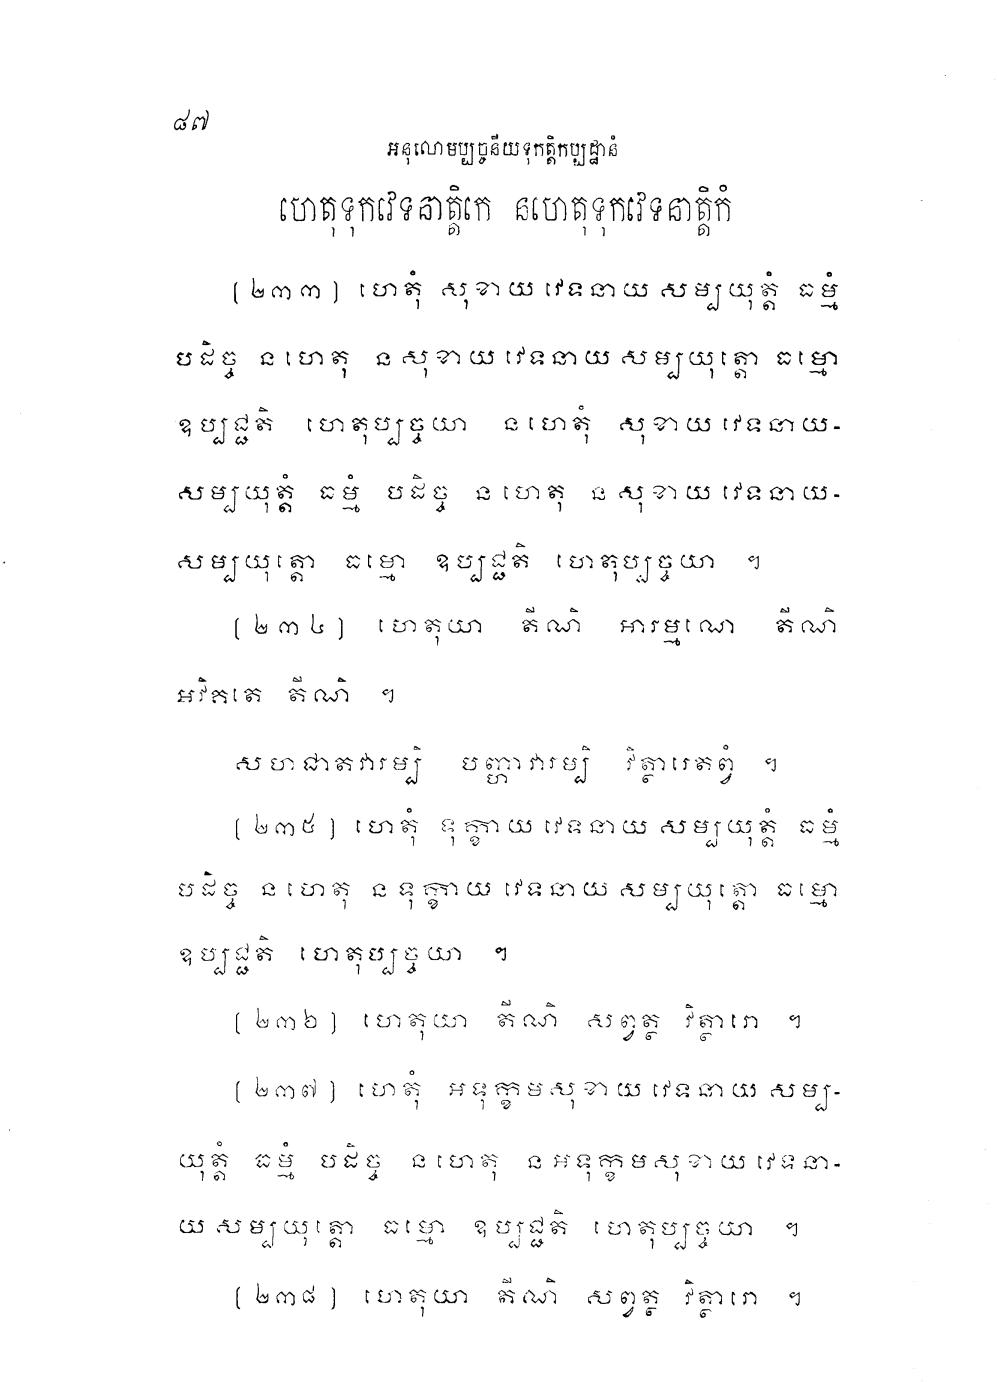 ៨៧
អនុលោមប្បច្ចនីយទុកត្តិកប្បដ្ឋានំ
ហេតុទុកវេទនាត្តិកេ នហេតុទុកវេទនាត្តិកំ
(២៣៣) ហេតុំ សុខាយ វេទនាយ សម្បយុត្តំ ធម្មំ
បដិច្ច ន ហេតុ ន សុខាយ វេទនាយ សម្បយុត្តោ ធម្មោ
ឧប្បជ្ជតិ ហេតុប្បច្ចយា ន ហេតុំ សុខាយ វេទនាយ-
សម្បយុត្តំ ធម្មំ បដិច្ច ន ហេតុ ន សុខាយ វេទនាយ-
សម្បយុត្តោ ធម្មោ ឧប្បជ្ជតិ ហេតុប្បច្ចយា ។
(២៣៤) ហេតុយា តីណិ អារម្មណេ តីណិ
អវិគតេ តីណិ ។
សហជាតវារម្បិ បញ្ហាវារម្បិ វិត្ថារេតព្វំ ។
(២៣៥) ហេតុំ ទុក្ខាយ វេទនាយ សម្បយុត្តំ ធម្មំ
បដិច្ច ន ហេតុ ន ទុក្ខាយ វេទនាយ សម្បយុត្តោ ធម្មោ
ឧប្បជ្ជតិ ហេតុប្បច្ចយា ។
(២៣៦) ហេតុយា តីណិ សព្វត្ថ វិត្ថារោ ។
(២៣៧) ហេតុំ អទុក្ខមសុខាយ វេទនាយ សម្ប-
យុត្តំ ធម្មំ បដិច្ច ន ហេតុ ន អទុក្ខមសុខាយ វេទនា-
យ សម្បយុត្តោ ធម្មោ ឧប្បជ្ជតិ ហេតុប្បច្ចយា ។
(២៣៨) ហេតុយា តីណិ សព្វត្ថ វិត្ថារោ ។